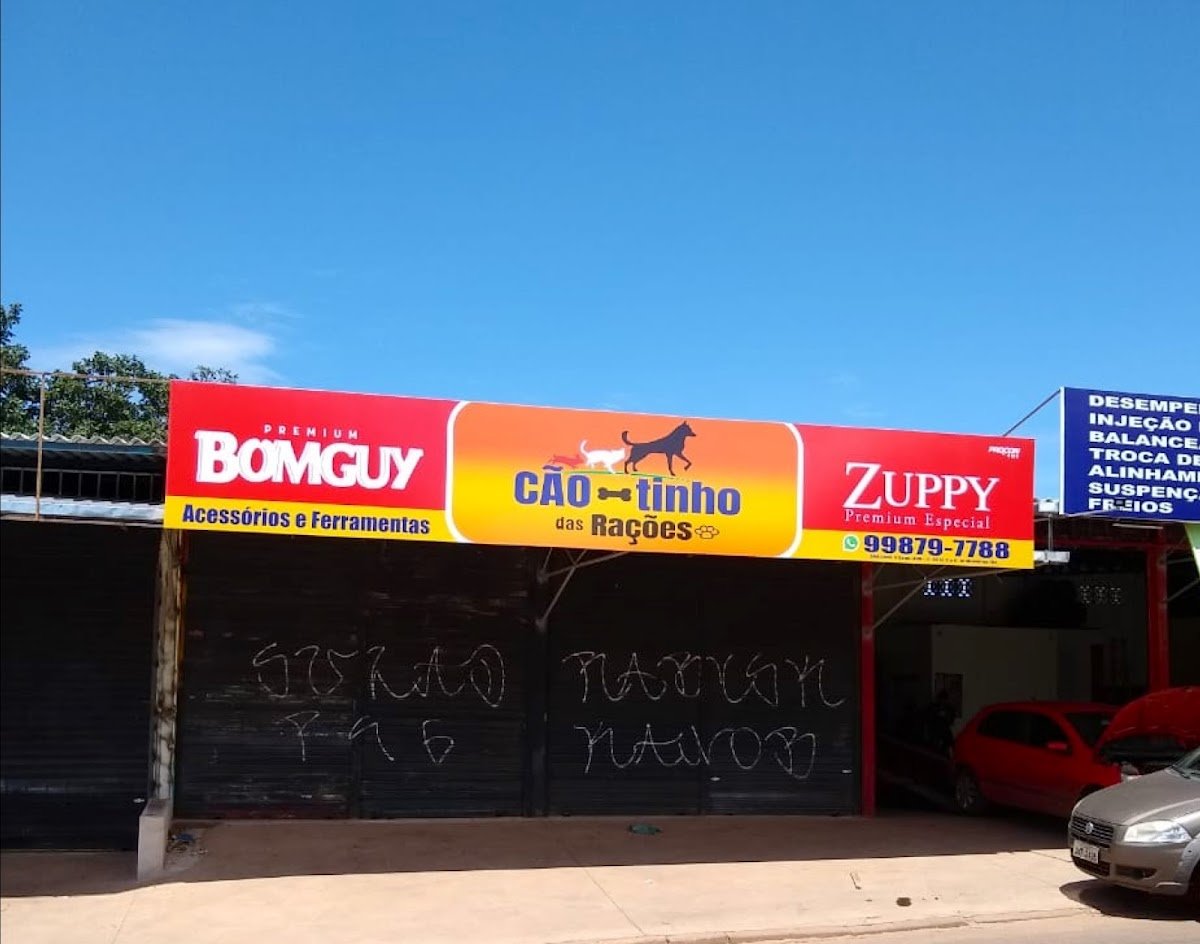 PREMIUM
BOMGUY
Acessórios e Ferramentas
CÃO tinho
das Rações
ZUPPY
Premium Especial
99879-7788
DESEMPE
INJEÇÃO
BALANCEA
TROCA DE
ALINHAM
SUSPENÇ
FREIOS